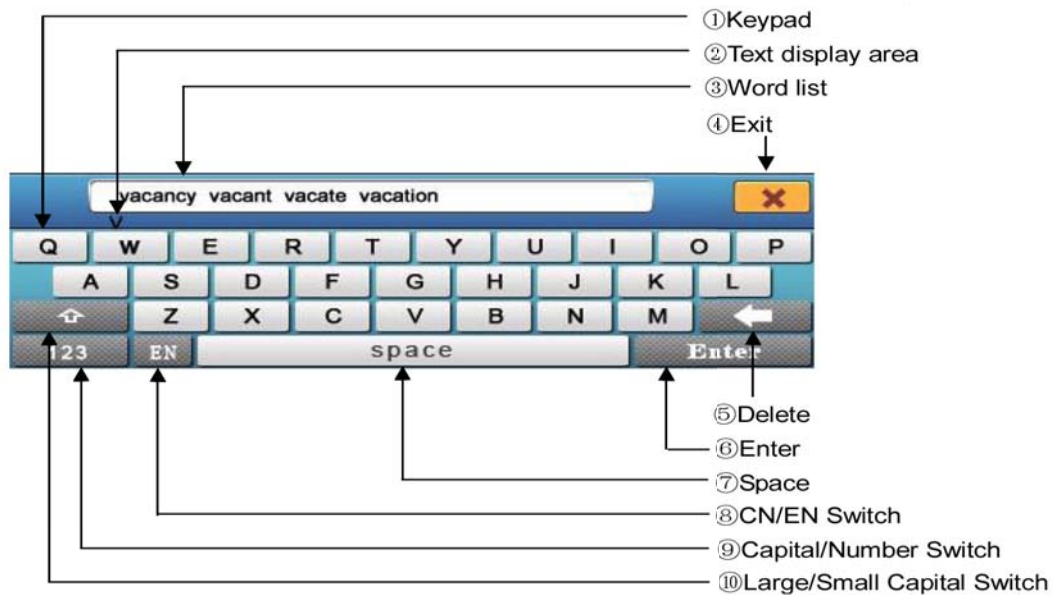 ①Keypad
②Text display area
③Word list
④Exit
vacancy vacant vacate vacation
V
Q W E R T Y U I O P
A S D F G H J K L
Z X C V B N M
123 EN space Enter
⑤Delete
⑥Enter
⑦Space
⑧CN/EN Switch
⑨Capital/Number Switch
⑩Large/Small Capital Switch